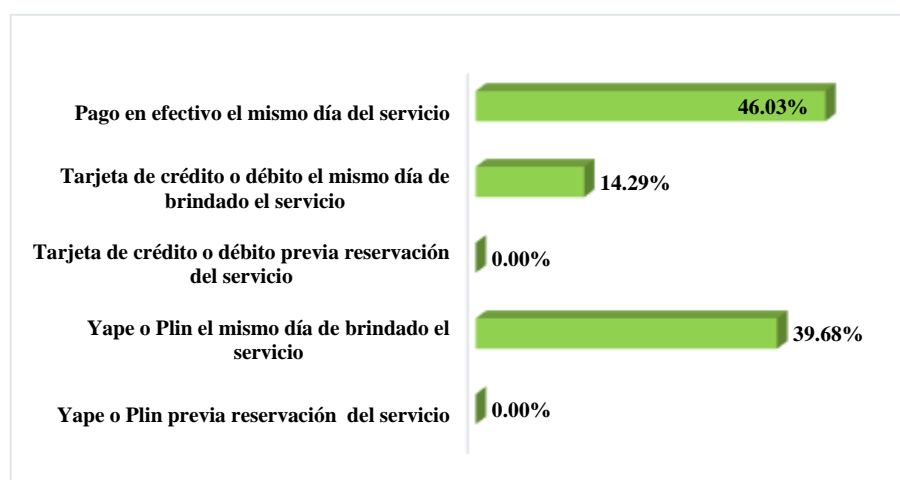 Pago en efectivo el mismo día del servicio
46.03%
Tarjeta de crédito o débito el mismo día de
brindado el servicio
14.29%
Tarjeta de crédito o débito previa reservación
del servicio
0.00%
Yape o Plin el mismo día de brindado el
servicio
39.68%
Yape o Plin previa reservación  del servicio
0.00%